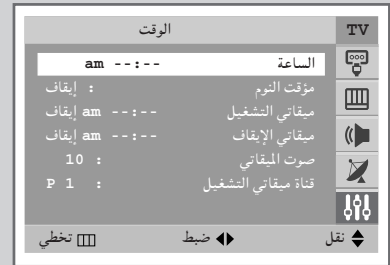 TV الوقت
الساعة --:-- am
مؤقت النوم : إيقاف
ميقاتي التشغيل --:-- am إيقاف
ميقاتي الإيقاف --:-- am إيقاف
صوت الميقاتي : 10
قناة ميقاتي التشغيل : P 1
نقل ضبط تخطي